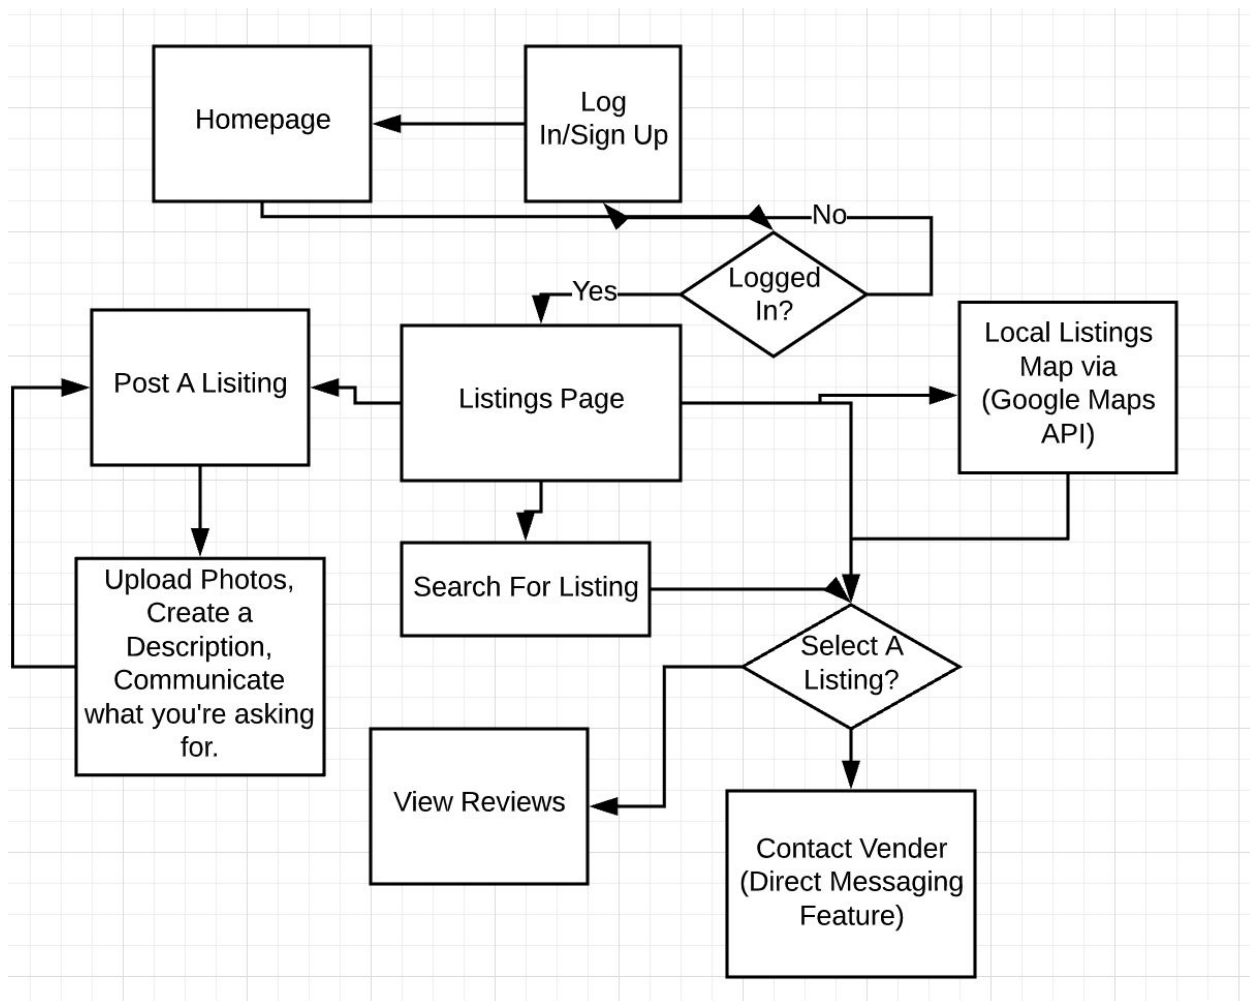 Homepage
Log
In/Sign Up
No
Logged
In?
Yes
Local Listings
Map via
(Google Maps
API)
Post A Lisiting
Listings Page
Search For Listing
Upload Photos,
Create a
Description,
Communicate
what you're asking
for.
Select A
Listing?
View Reviews
Contact Vender
(Direct Messaging
Feature)